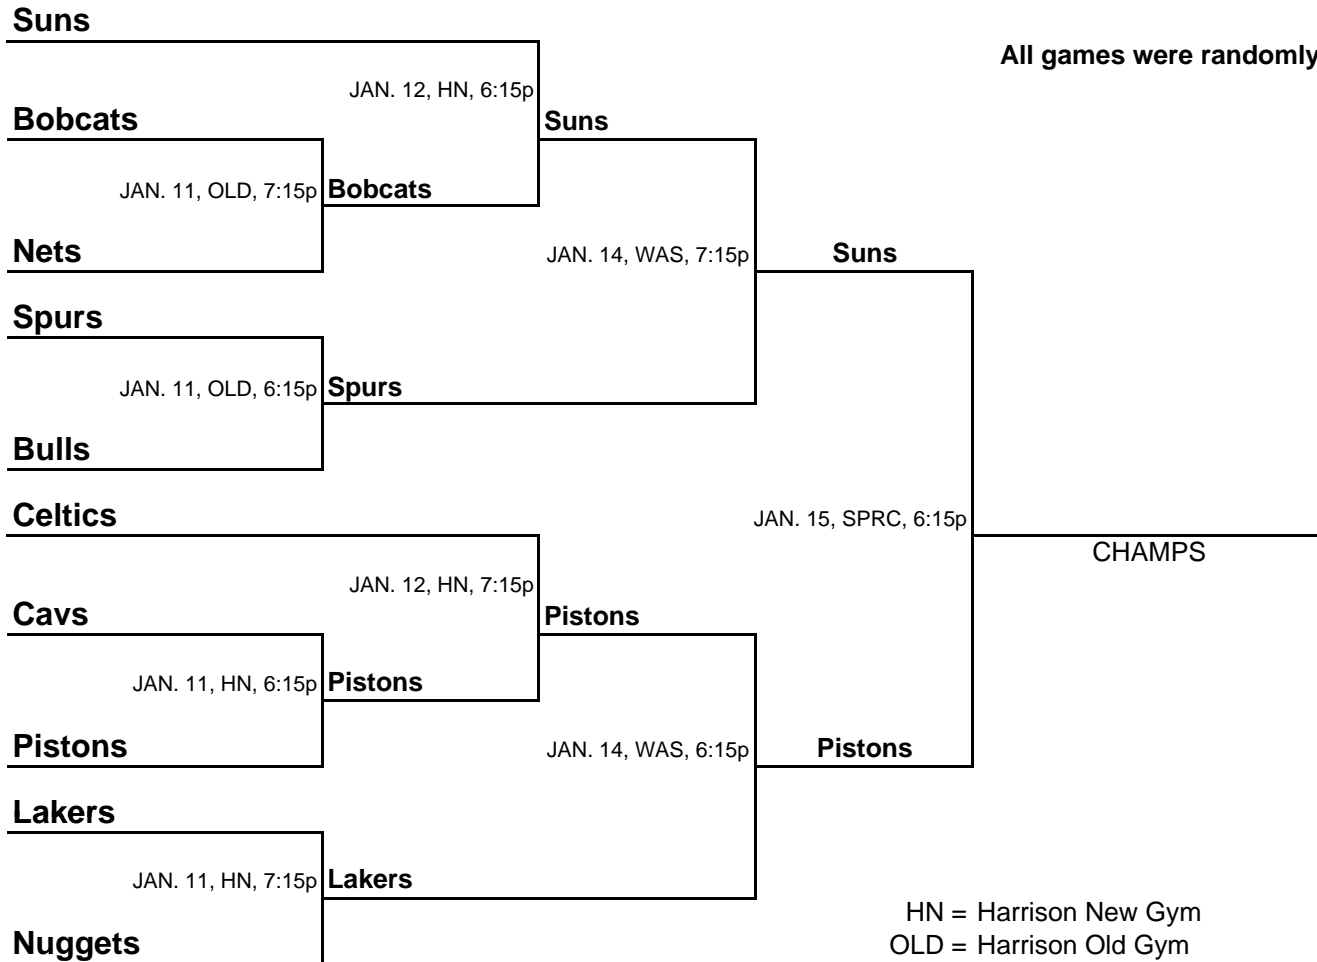 Suns
All games were randomly
JAN. 12, HN, 6:15p
Bobcats
Suns
JAN. 11, OLD, 7:15p
Bobcats
Nets
JAN. 14, WAS, 7:15p
Suns
Spurs
JAN. 11, OLD, 6:15p
Spurs
Bulls
Celtics
JAN. 15, SPRC, 6:15p
CHAMPS
JAN. 12, HN, 7:15p
Cavs
Pistons
JAN. 11, HN, 6:15p
Pistons
Pistons
JAN. 14, WAS, 6:15p
Pistons
Lakers
JAN. 11, HN, 7:15p
Lakers
HN = Harrison New Gym
Nuggets
OLD = Harrison Old Gym